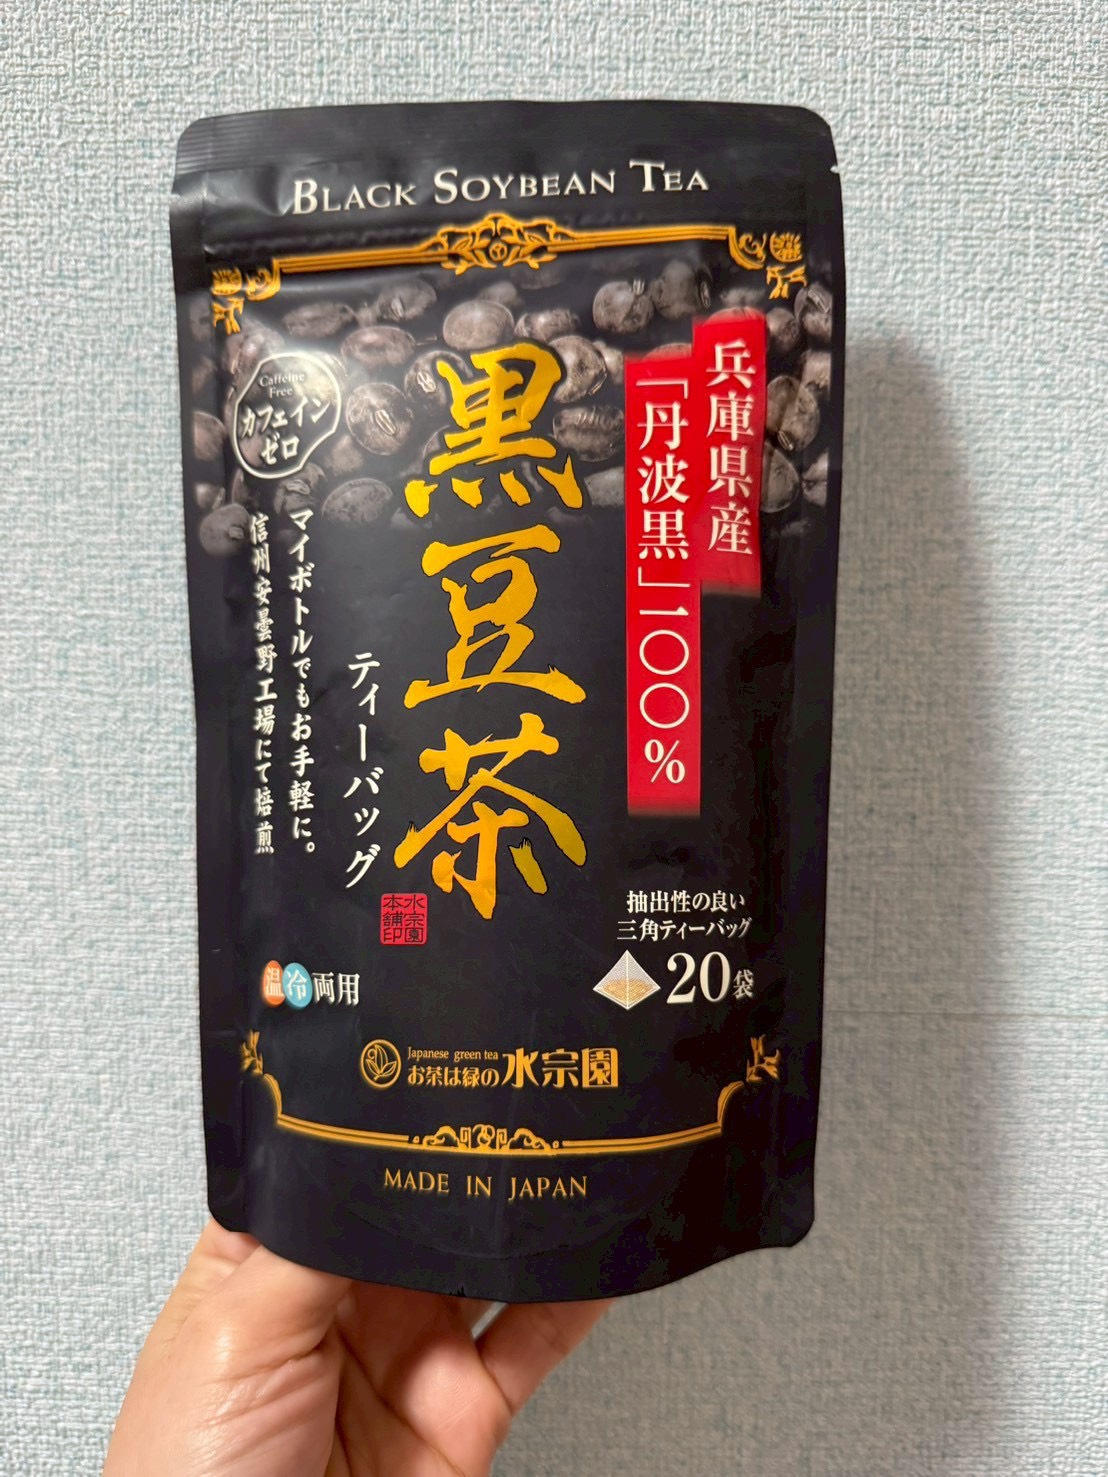 BLACK SOYBEAN TEA
兵庫県産
「丹波黒」一〇〇%
黒豆茶
ティーバッグ
Caffeine
Free
カフェイン
ゼロ
マイボトルでもお手軽に。
信州安曇野工場にて焙煎
水宗園
本舗印
抽出性の良い
三角ティーバッグ
20袋
温冷両用
Japanese green tea
お茶は緑の水宗園
MADE IN JAPAN